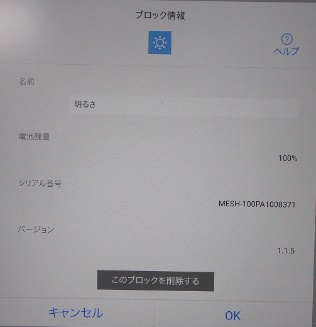 ブロック情報
?
ヘルプ
名前
明るさ
電池残量
100%
シリアル番号
MESH-100PA1008371
バージョン
1.1.5
このブロックを削除する
キャンセル
OK